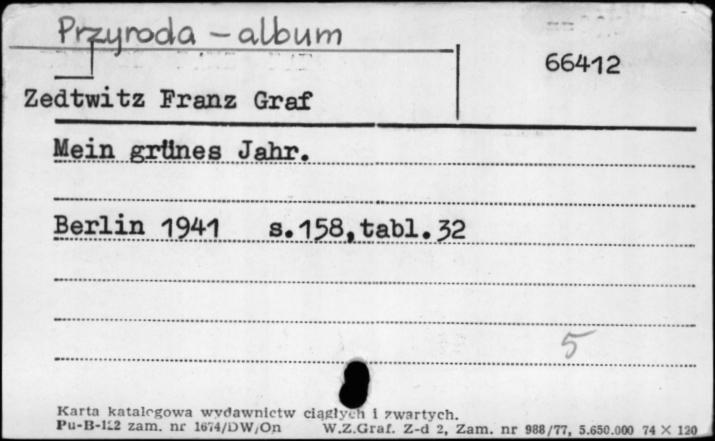 Przyroda – album
66412
Zedtwitz Franz Graf
Mein grünes Jahr.
Berlin 1941 s.158,tabl.32
5
Karta katalogowa wydawnictw ciągłych i zwartych.
Pu-B-122 zam. nr 1674/DW/On W.Z.Graf. Z-d 2, Zam. nr 988/77, 5.650.000 74 X 120